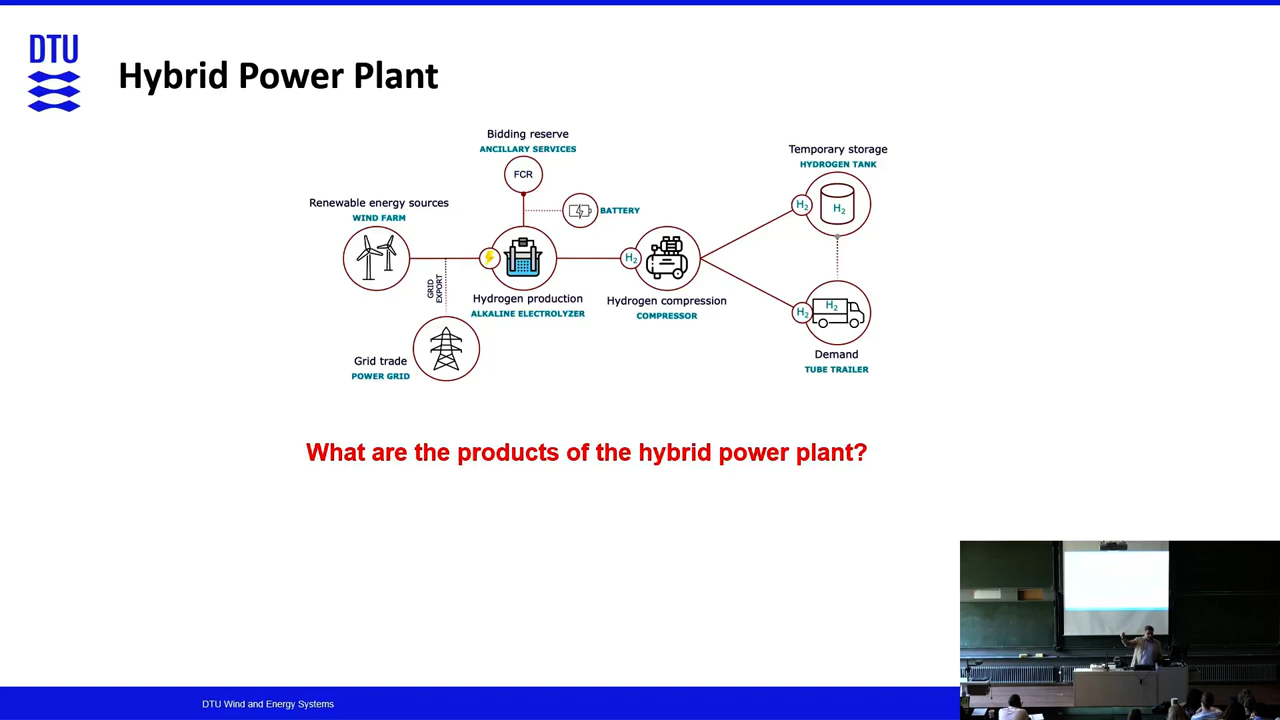 DTU
Hybrid Power Plant
Bidding reserve
ANCILLARY SERVICES
FCR
BATTERY
Renewable energy sources
WIND FARM
GRID
EXPORT
Grid trade
POWER GRID
Hydrogen production
ALKALINE ELECTROLYZER
H2
Hydrogen compression
COMPRESSOR
Temporary storage
HYDROGEN TANK
H2
H2
H2
H2
Demand
TUBE TRAILER
What are the products of the hybrid power plant?
DTU Wind and Energy Systems